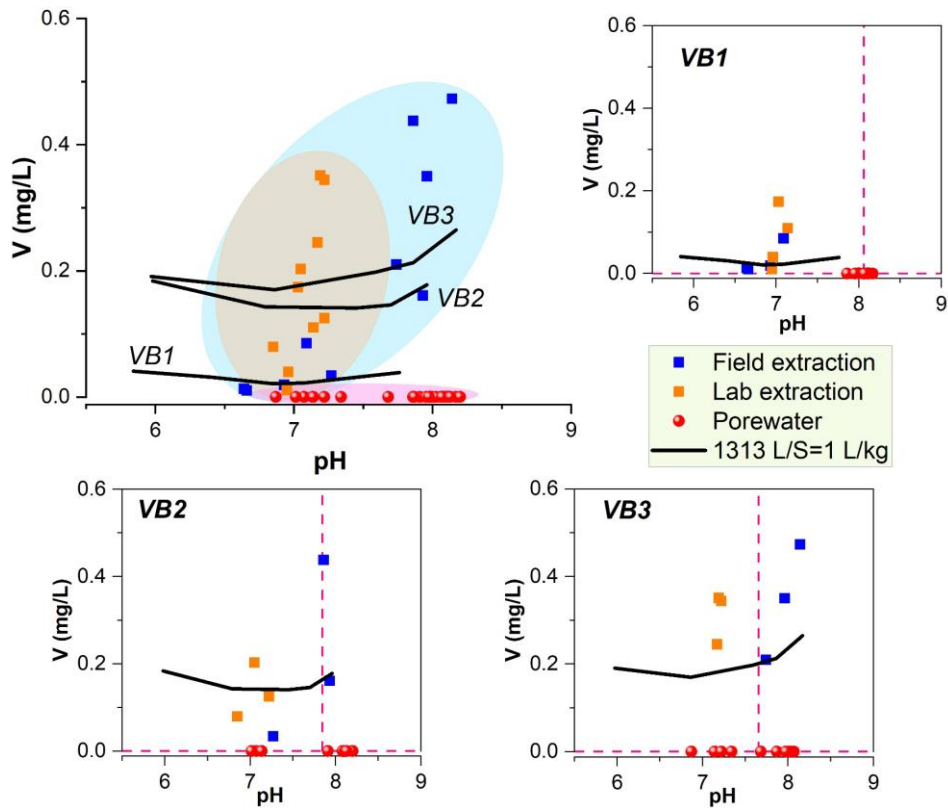 0.6
0.4
0.2
0.0
V (mg/L)
VB3
VB2
VB1
6 7 8 9
pH
VB1
0.6
0.4
0.2
0.0
V (mg/L)
5 6 7 8 9
pH
Field extraction
Lab extraction
Porewater
1313 L/S=1 L/kg
VB2
0.6
0.4
0.2
0.0
V (mg/L)
6 7 8 9
pH
VB3
0.6
0.4
0.2
0.0
V (mg/L)
6 7 8 9
pH